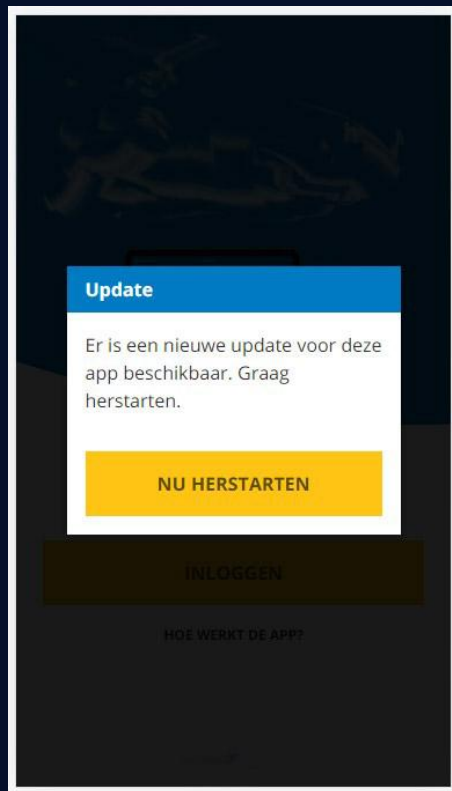 Update
Er is een nieuwe update voor deze
app beschikbaar. Graag
herstarten.
NU HERSTARTEN
INLOGGEN
HOE WERKT DE APP?